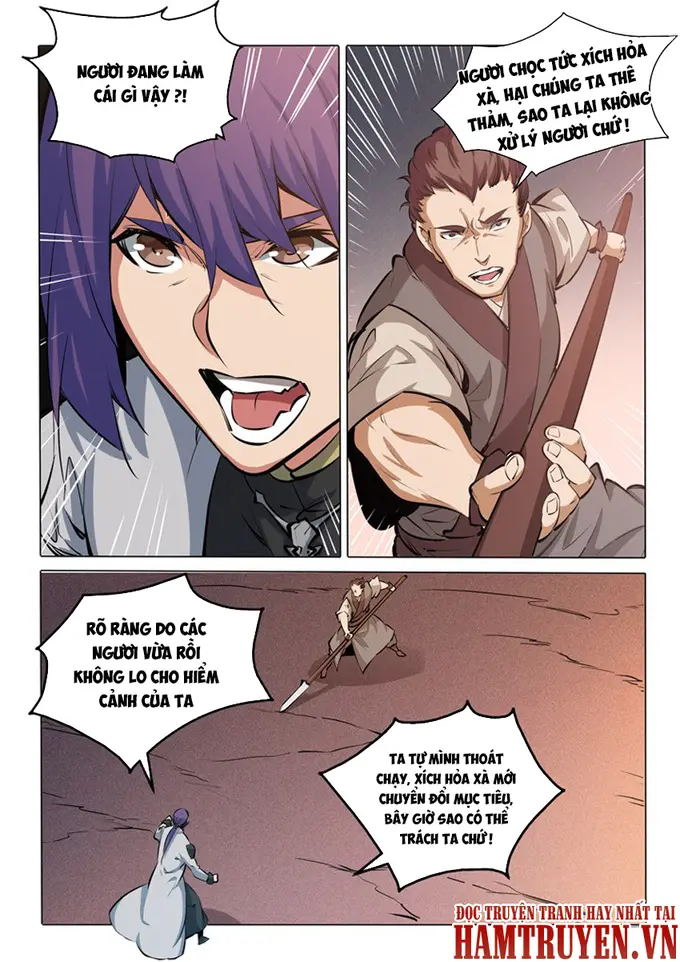 NGƯƠI ĐANG LÀM
CÁI GÌ VẬY ?!
NGƯƠI CHỌC TỨC XÍCH HỎA
XÀ, HẠI CHÚNG TA THÊ
THẢM, SAO TA LẠI KHÔNG
XỬ LÝ NGƯƠI CHỨ !
RÕ RÀNG DO CÁC
NGƯƠI VỪA RỒI
KHÔNG LO CHO HIỂM
CẢNH CỦA TA
TA TỰ MÌNH THOÁT
CHẠY, XÍCH HỎA XÀ MỚI
CHUYỂN ĐỔI MỤC TIÊU,
BÂY GIỜ SAO CÓ THỂ
TRÁCH TA CHỨ !
ĐỌC TRUYỆN TRANH HAY NHẤT TẠI
HAMTRUYEN.VN